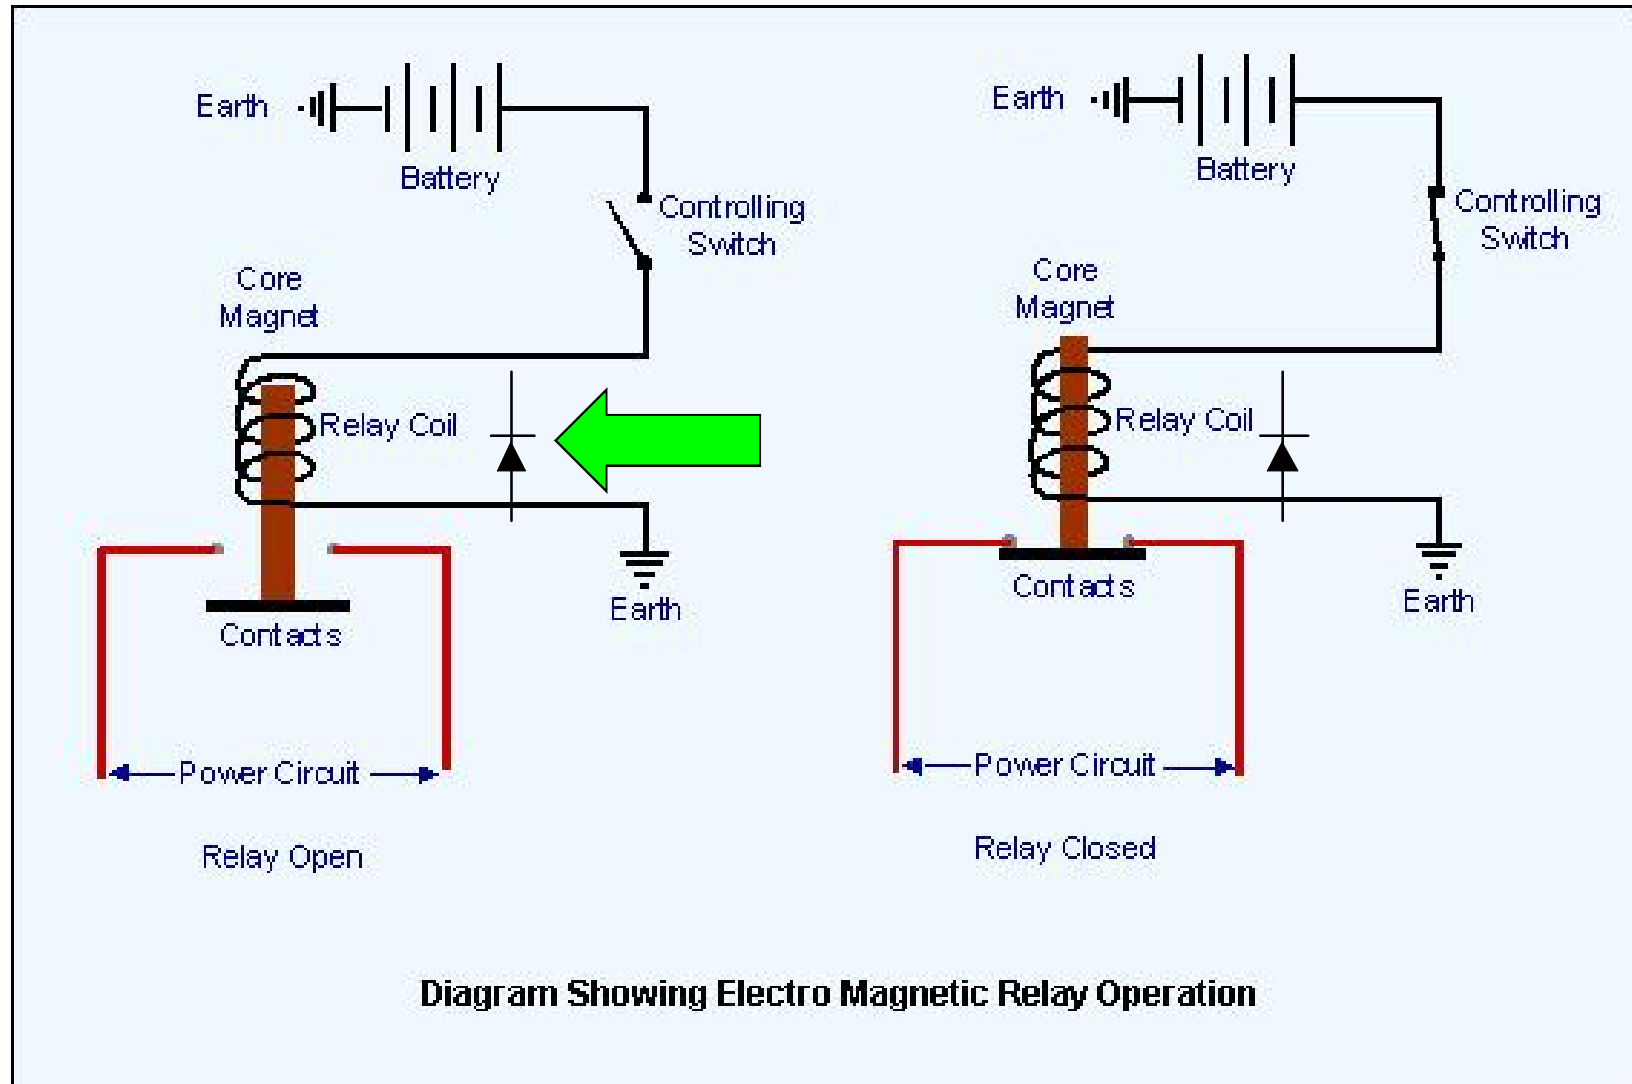 Earth
Battery
Controlling
Switch
Core
Magnet
Relay Coil
Earth
Contacts
Power Circuit
Relay Open
Earth
Battery
Controlling
Switch
Core
Magnet
Relay Coil
Contacts
Earth
Power Circuit
Relay Closed
Diagram Showing Electro Magnetic Relay Operation